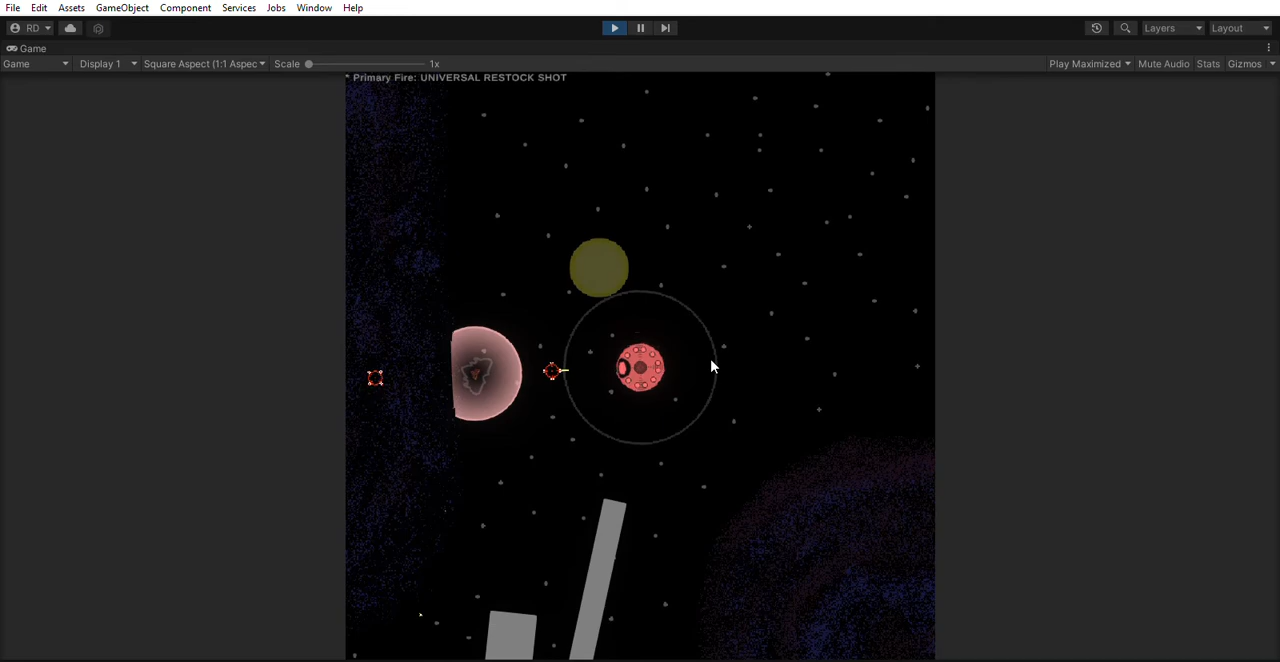 File Edit Assets GameObject Component Services Jobs Window Help
RD Layers Layout
Game
Game Display 1 Square Aspect (1:1 Aspec Scale 1x Play Maximized Mute Audio Stats Gizmos
* Primary Fire: UNIVERSAL RESTOCK SHOT